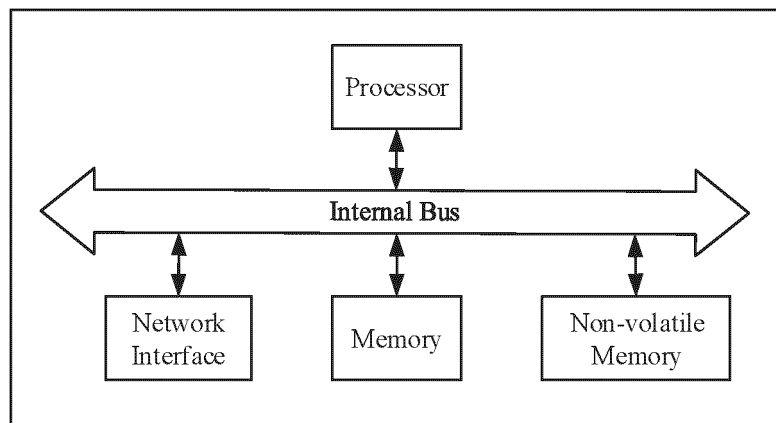 Processor
Internal Bus
Network
Interface
Memory
Non-volatile
Memory